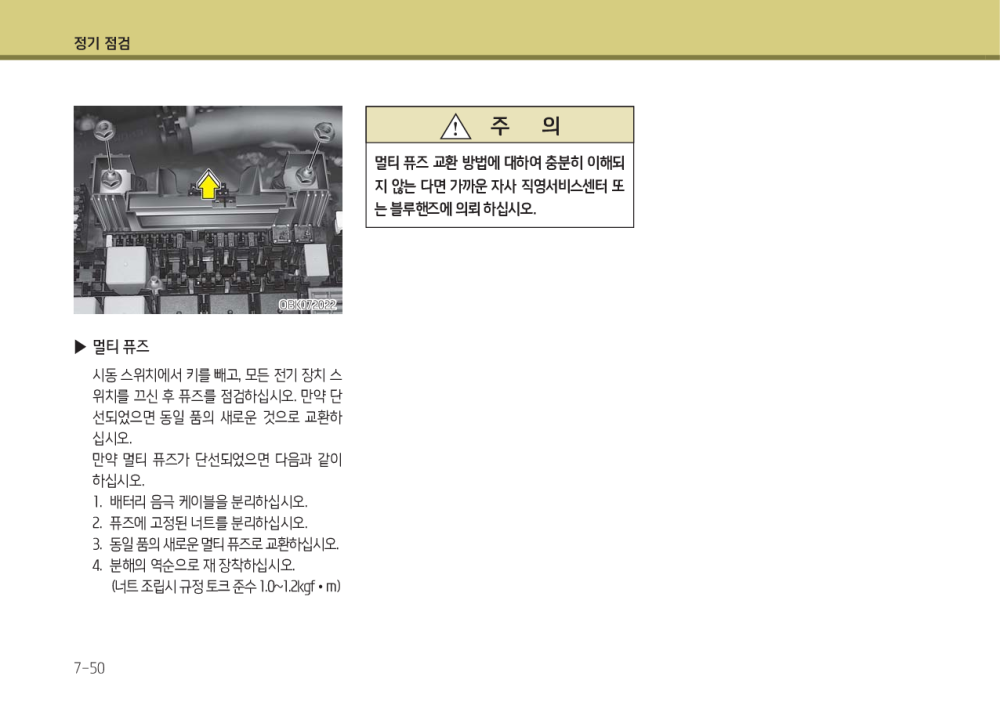 정기 점검
OBK072022
▶ 멀티 퓨즈
시동 스위치에서 키를 빼고, 모든 전기 장치 스
위치를 끄신 후 퓨즈를 점검하십시오. 만약 단
선되었으면 동일 품의 새로운 것으로 교환하
십시오.
만약 멀티 퓨즈가 단선되었으면 다음과 같이
하십시오.
1. 배터리 음극 케이블을 분리하십시오.
2. 퓨즈에 고정된 너트를 분리하십시오.
3. 동일 품의 새로운 멀티 퓨즈로 교환하십시오.
4. 분해의 역순으로 재 장착하십시오.
(너트 조립시 규정 토크 준수 1.0~1.2kgf•m)
주 의
멀티 퓨즈 교환 방법에 대하여 충분히 이해되
지 않는 다면 가까운 자사 직영서비스센터 또
는 블루핸즈에 의뢰 하십시오.
7-50